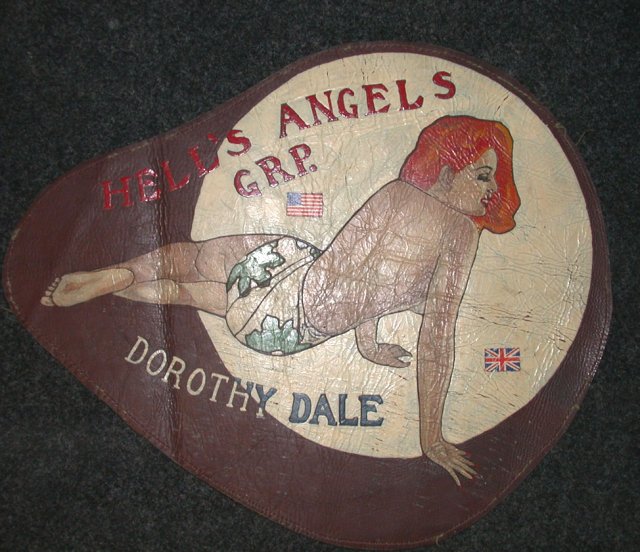 HELL'S ANGELS
GRP.
DOROTHY DALE